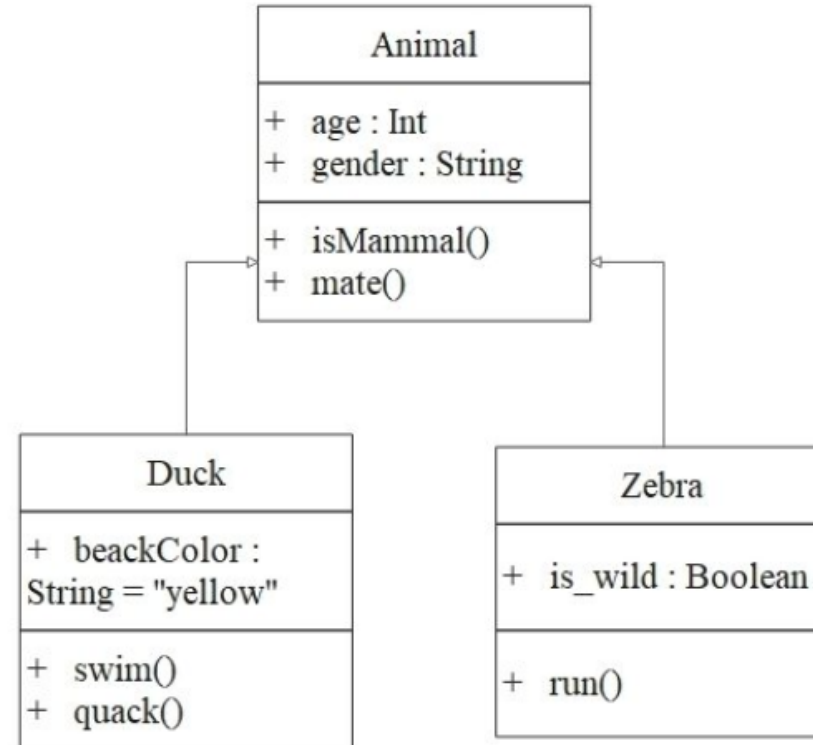 Animal
+ age : Int
+ gender : String
+ isMammal()
+ mate()
Duck
+ beackColor :
String = "yellow"
+ swim()
+ quack()
Zebra
+ is_wild : Boolean
+ run()